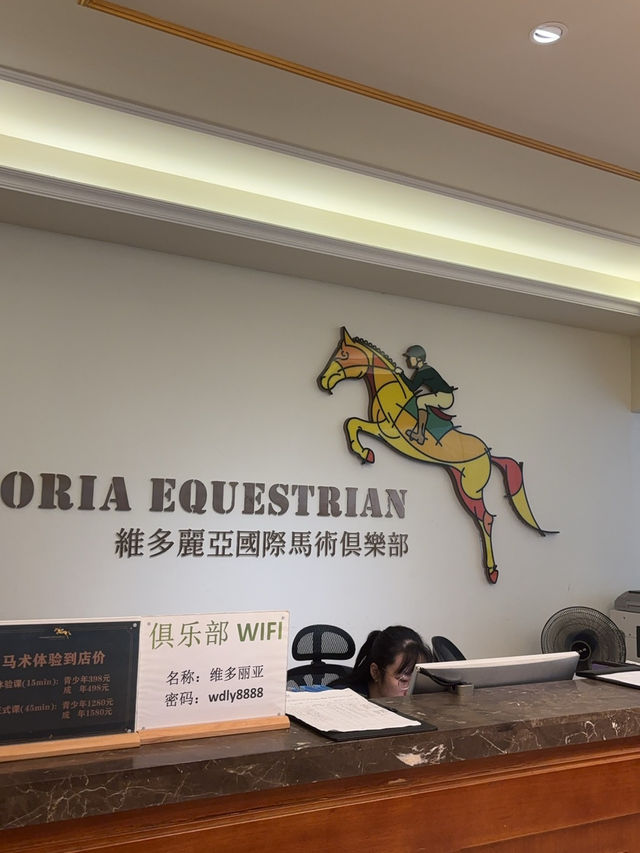 ORIA EQUESTRIAN
維多麗亞國際馬術俱樂部
马术体验到店价
体验课(15min): 青少年398元
成 年498元
正式课(45min): 青少年1280元
成 年1580元
俱乐部 WIFI
名称: 维多丽亚
密码: wdly8888